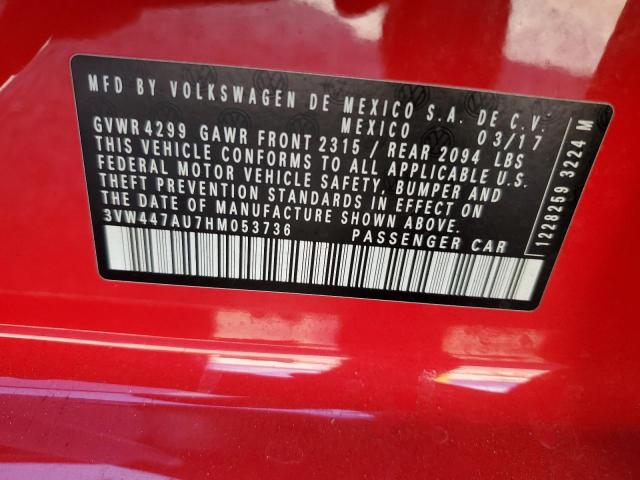 MFD BY VOLKSWAGEN DE MEXICO S.A. DE C.V.
MEXICO 03/17
GVWR 4299 GAWR FRONT 2315 / REAR 2094 LBS
THIS VEHICLE CONFORMS TO ALL APPLICABLE U.S.
FEDERAL MOTOR VEHICLE SAFETY, BUMPER AND
THEFT PREVENTION STANDARDS IN EFFECT ON
THE DATE OF MANUFACTURE SHOWN ABOVE.
3VW447AU7HM053736 PASSENGER CAR
1228259 3224 M